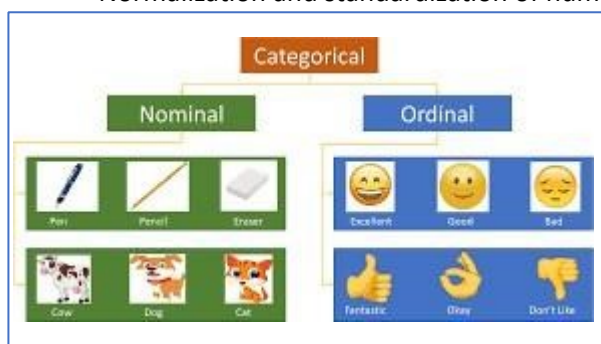 Normalization and standardization of num
Categorical
Nominal
Ordinal
Pen
Pencil
Eraser
Excellent
Good
Bad
Cow
Dog
Cat
Fantastic
Okay
Don't Like